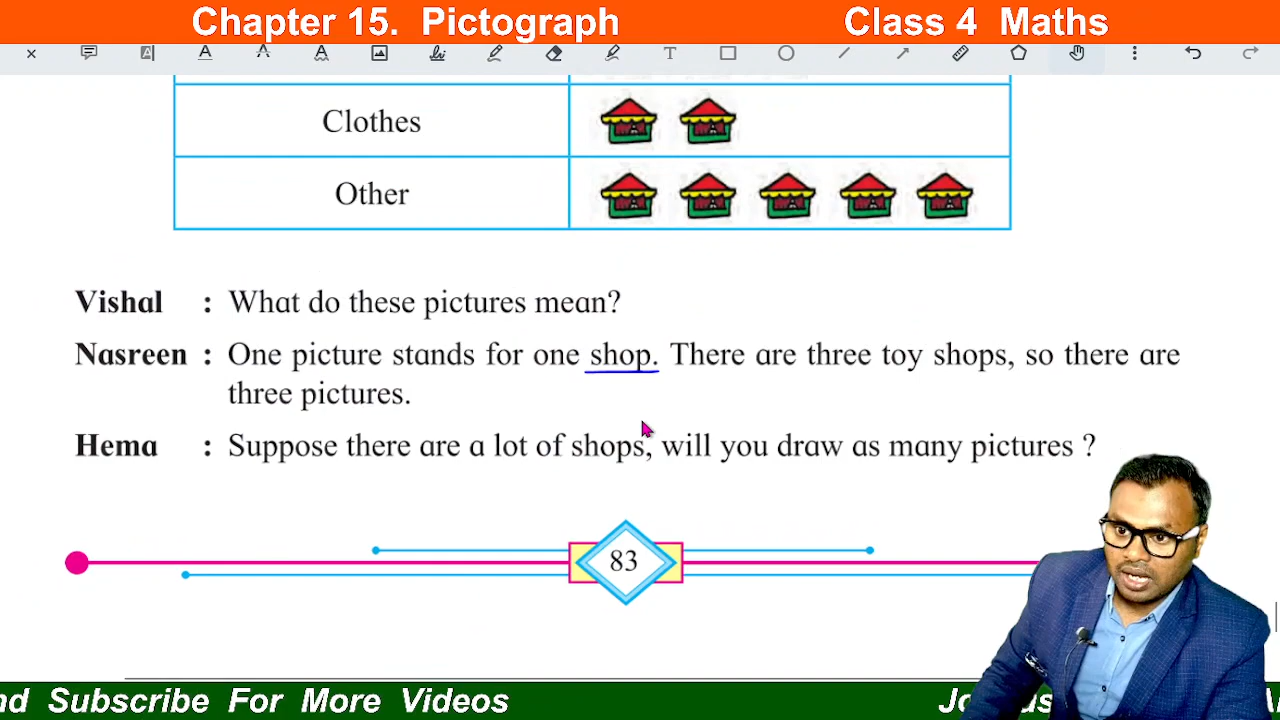 Chapter 15. Pictograph Class 4 Maths
Clothes
Other
Vishal : What do these pictures mean?
Nasreen : One picture stands for one shop. There are three toy shops, so there are
three pictures.
Hema : Suppose there are a lot of shops, will you draw as many pictures ?
83
Subscribe For More Videos